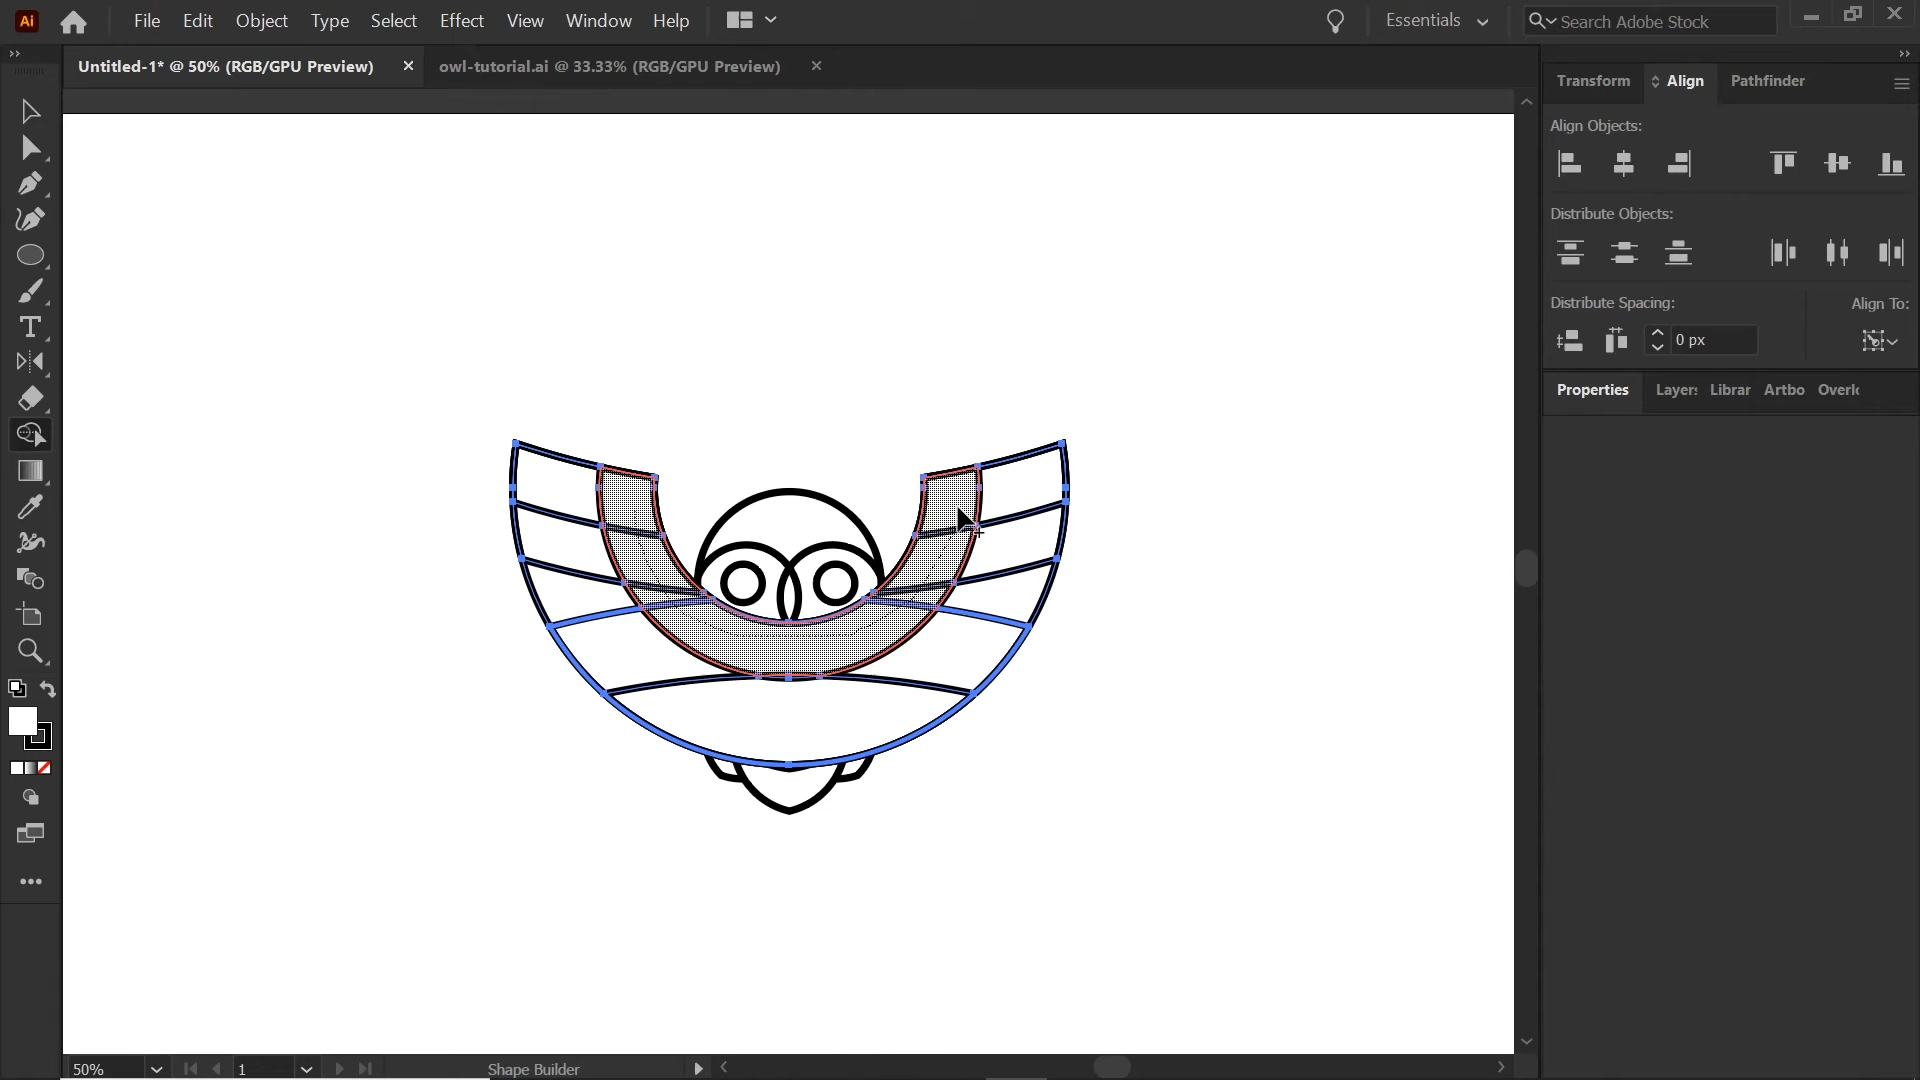 Ai File Edit Object Type Select Effect View Window Help Essentials Search Adobe Stock
Untitled-1* @ 50% (RGB/GPU Preview) owl-tutorial.ai @ 33.33% (RGB/GPU Preview)
Transform Align Pathfinder
Align Objects:
Distribute Objects:
Distribute Spacing: Align To:
0 px
Properties Layers Librar Artbo Overl
50% 1 Shape Builder